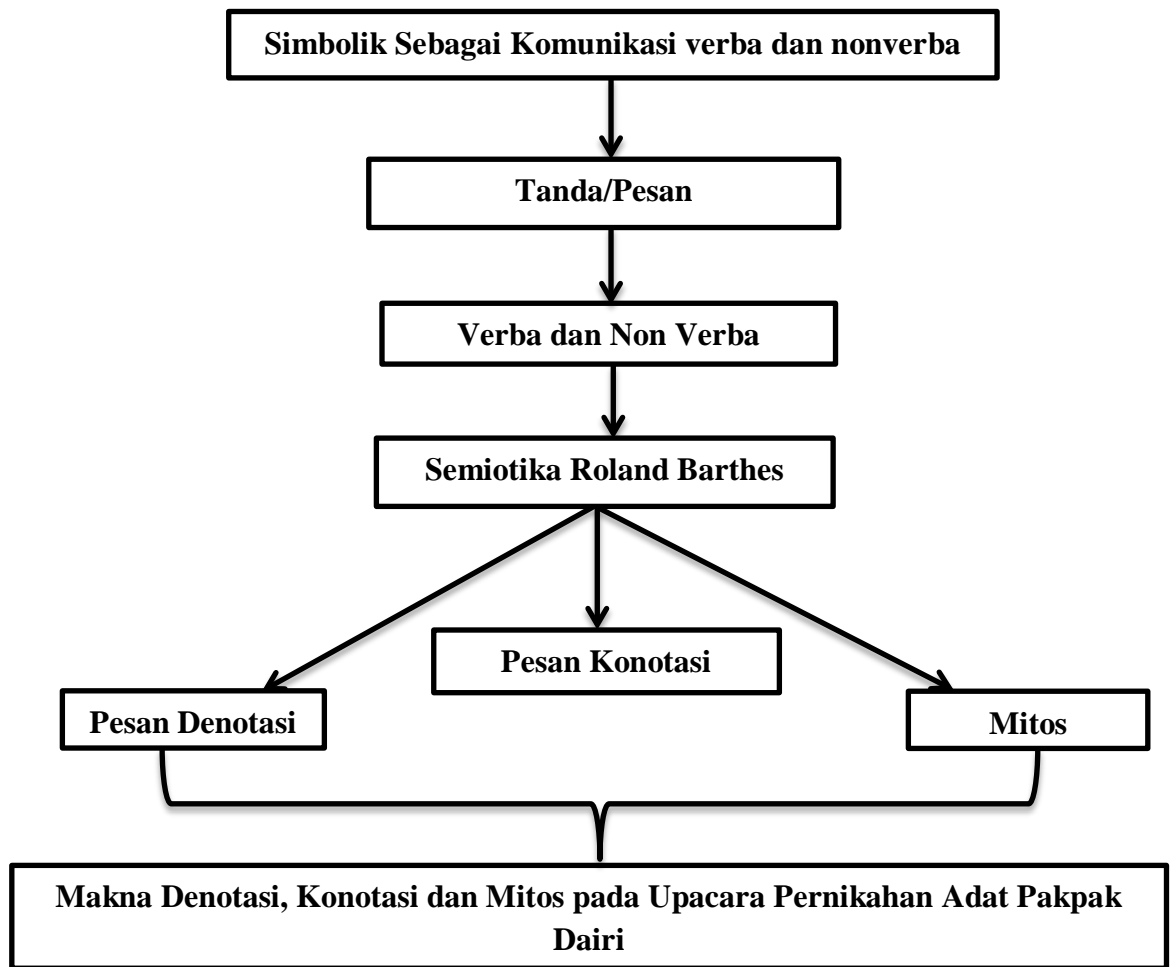 Simbolik Sebagai Komunikasi verba dan nonverba
Tanda/Pesan
Verba dan Non Verba
Semiotika Roland Barthes
Pesan Konotasi
Pesan Denotasi
Mitos
Makna Denotasi, Konotasi dan Mitos pada Upacara Pernikahan Adat Pakpak
Dairi